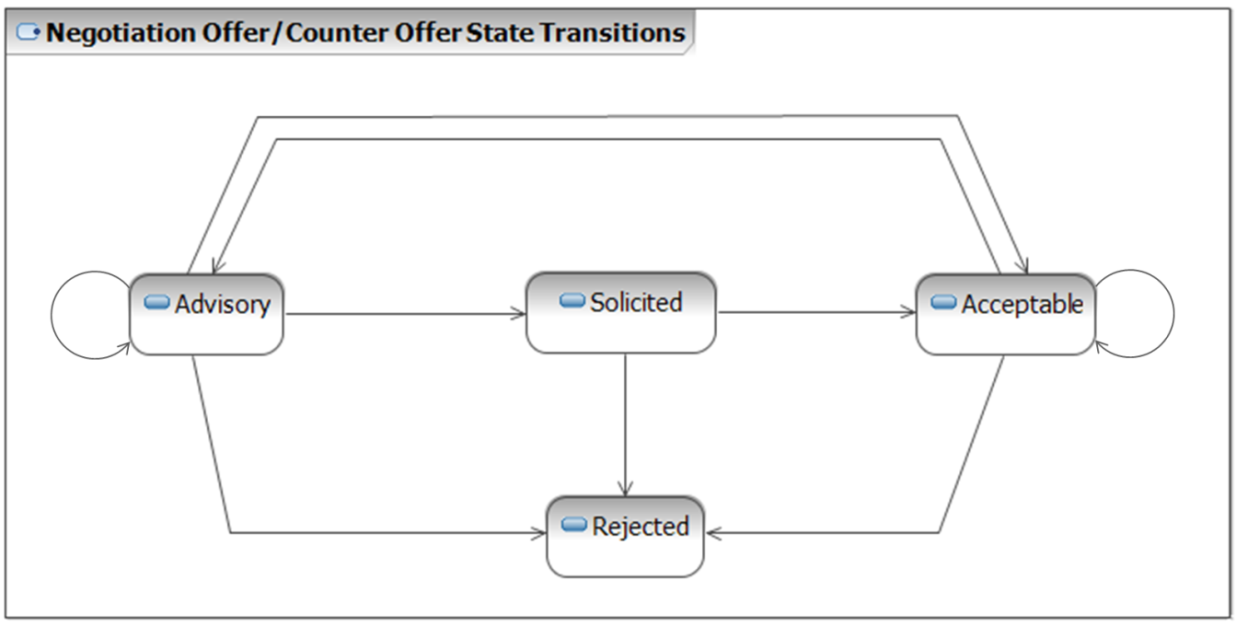 Negotiation Offer/Counter Offer State Transitions
Advisory
Solicited
Acceptable
Rejected